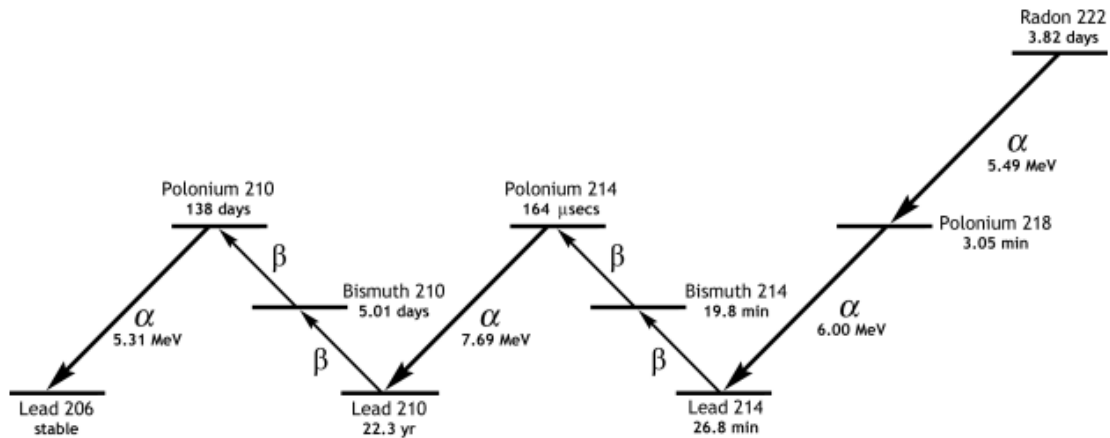 Radon 222
3.82 days
α
5.49 MeV
Polonium 210
138 days
Polonium 214
164 μsecs
Polonium 218
3.05 min
β
β
Bismuth 210
5.01 days
Bismuth 214
19.8 min
α
5.31 MeV
α
7.69 MeV
α
6.00 MeV
β
β
Lead 206
stable
Lead 210
22.3 yr
Lead 214
26.8 min